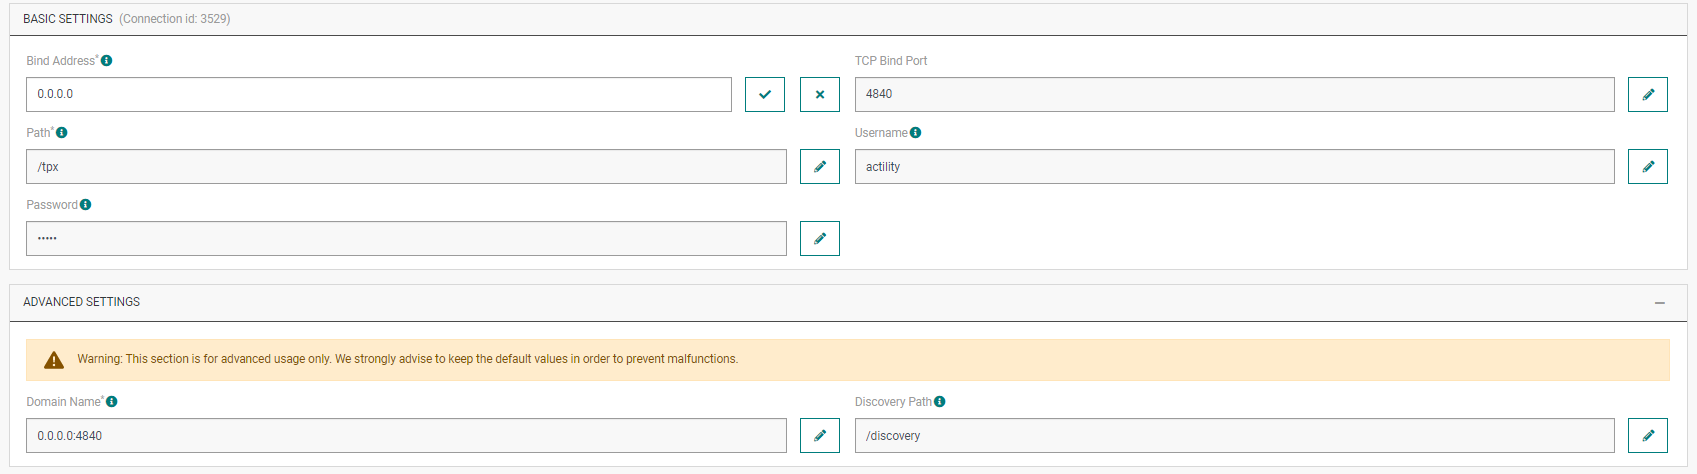 BASIC SETTINGS (Connection id: 3529)
Bind Address* TCP Bind Port
0.0.0.0 4840
Path* Username
/tpx actility
Password
•••••
ADVANCED SETTINGS
Warning: This section is for advanced usage only. We strongly advise to keep the default values in order to prevent malfunctions.
Domain Name* Discovery Path
0.0.0.0:4840 /discovery